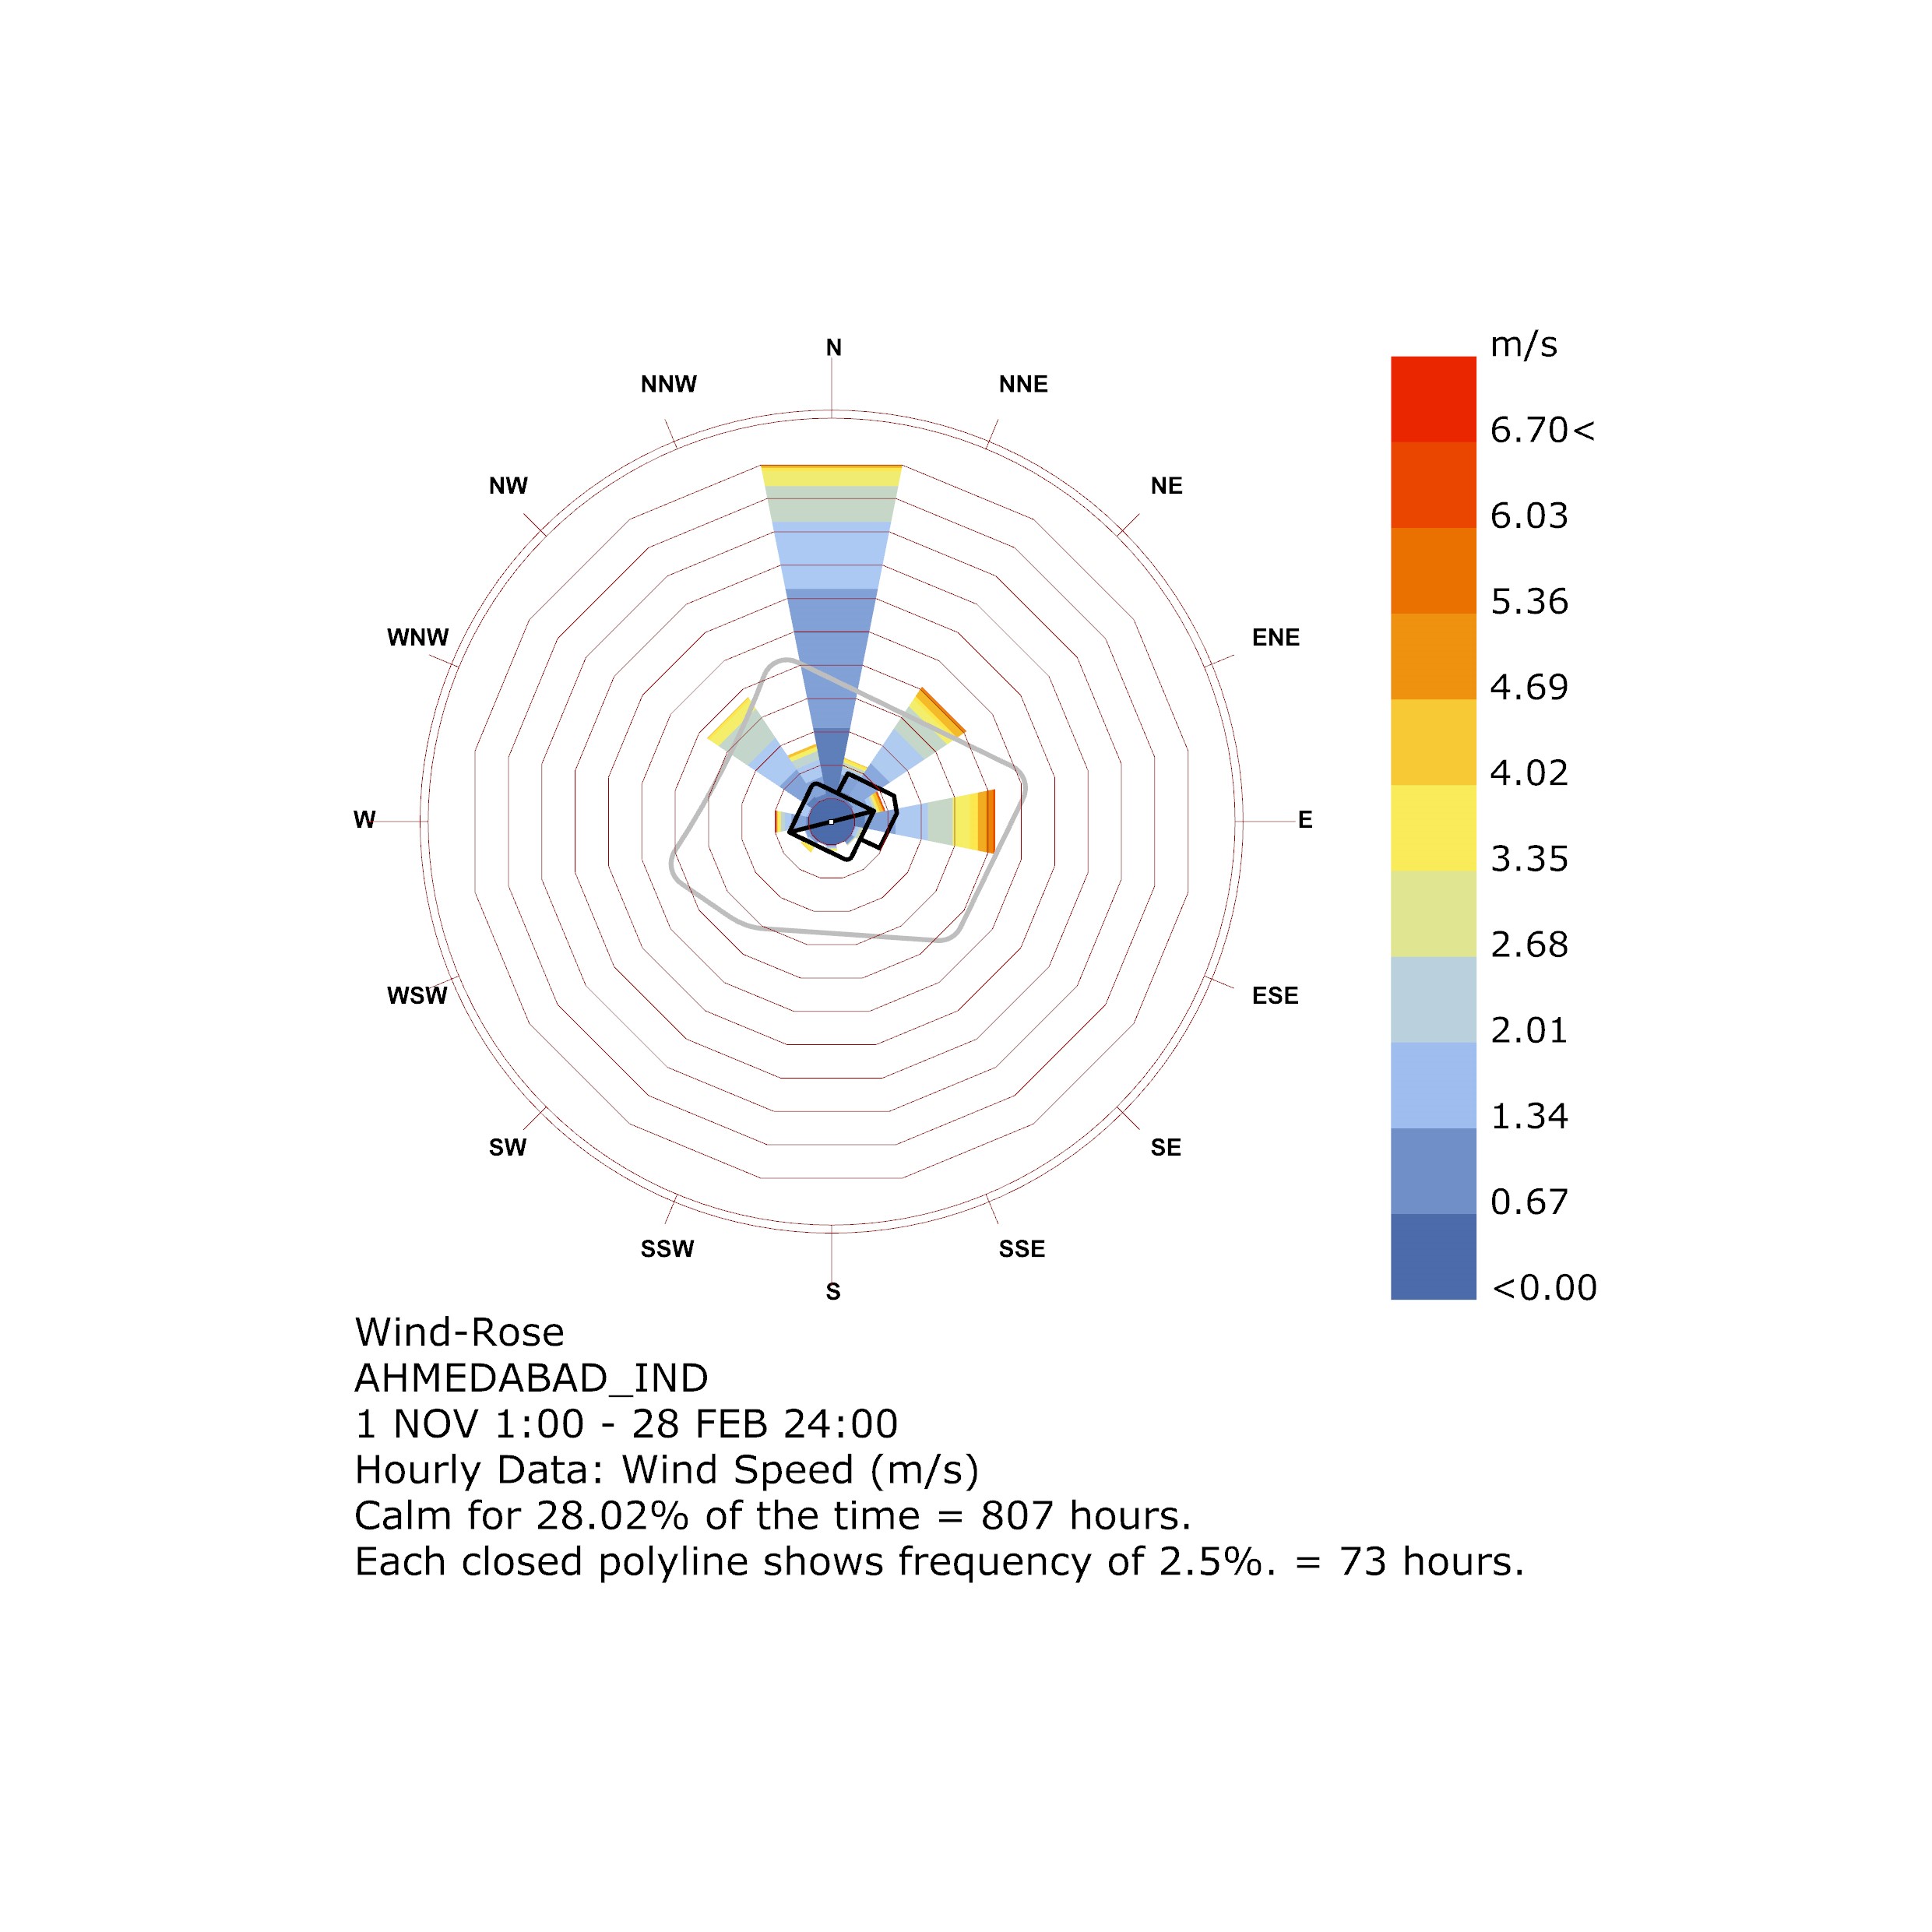 N
NNW
NNE
NW
NE
WNW
ENE
W
E
WSW
ESE
SW
SE
SSW
SSE
S
m/s
6.70<
6.03
5.36
4.69
4.02
3.35
2.68
2.01
1.34
0.67
<0.00
Wind-Rose
AHMEDABAD_IND
1 NOV 1:00 - 28 FEB 24:00
Hourly Data: Wind Speed (m/s)
Calm for 28.02% of the time = 807 hours.
Each closed polyline shows frequency of 2.5%. = 73 hours.